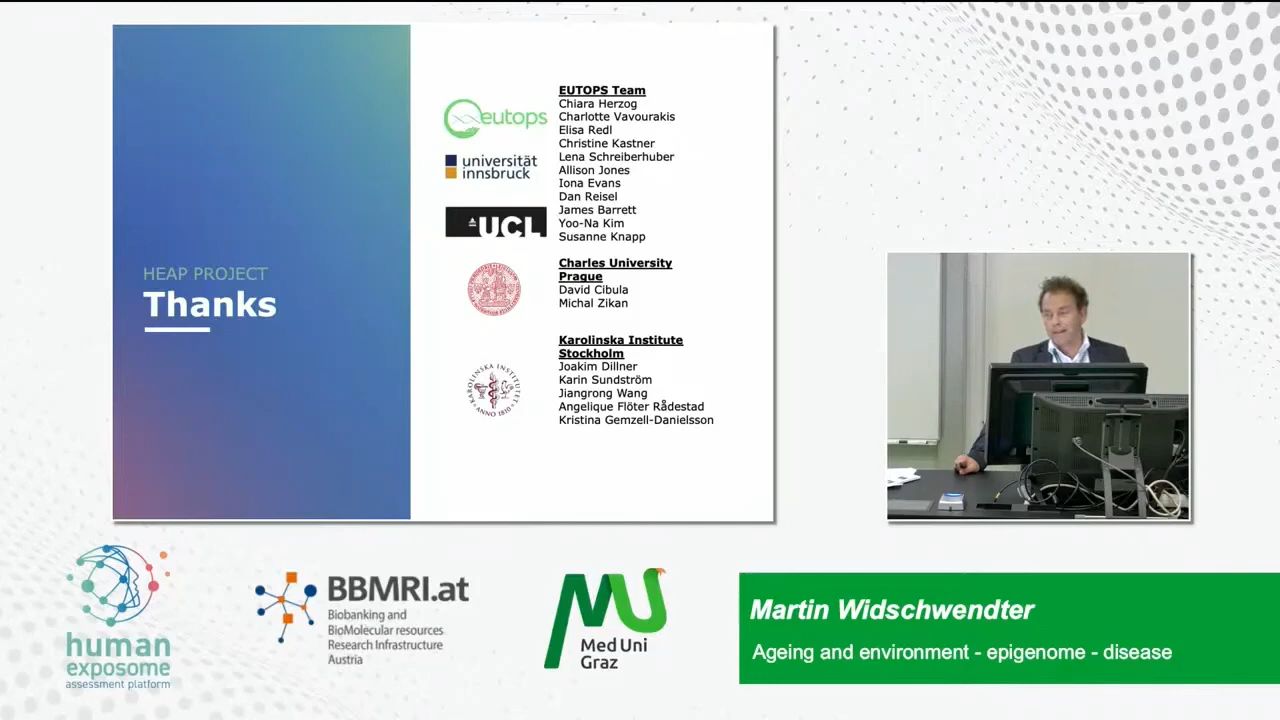 HEAP PROJECT
Thanks
eutops
universität
innsbruck
UCL
EUTOPS Team
Chiara Herzog
Charlotte Vavourakis
Elisa Redl
Christine Kastner
Lena Schreiberhuber
Allison Jones
Iona Evans
Dan Reisel
James Barrett
Yoo-Na Kim
Susanne Knapp
Charles University
Prague
David Cibula
Michal Zikan
Karolinska Institute
Stockholm
Joakim Dillner
Karin Sundström
Jiangrong Wang
Angelique Flöter Rådestad
Kristina Gemzell-Danielsson
KAROLINSKA INSTITUTET
ANNO 1810
human
exposome
assessment platform
BBMRI.at
Biobanking and
BioMolecular resources
Research Infrastructure
Austria
Med Uni
Graz
Martin Widschwendter
Ageing and environment - epigenome - disease